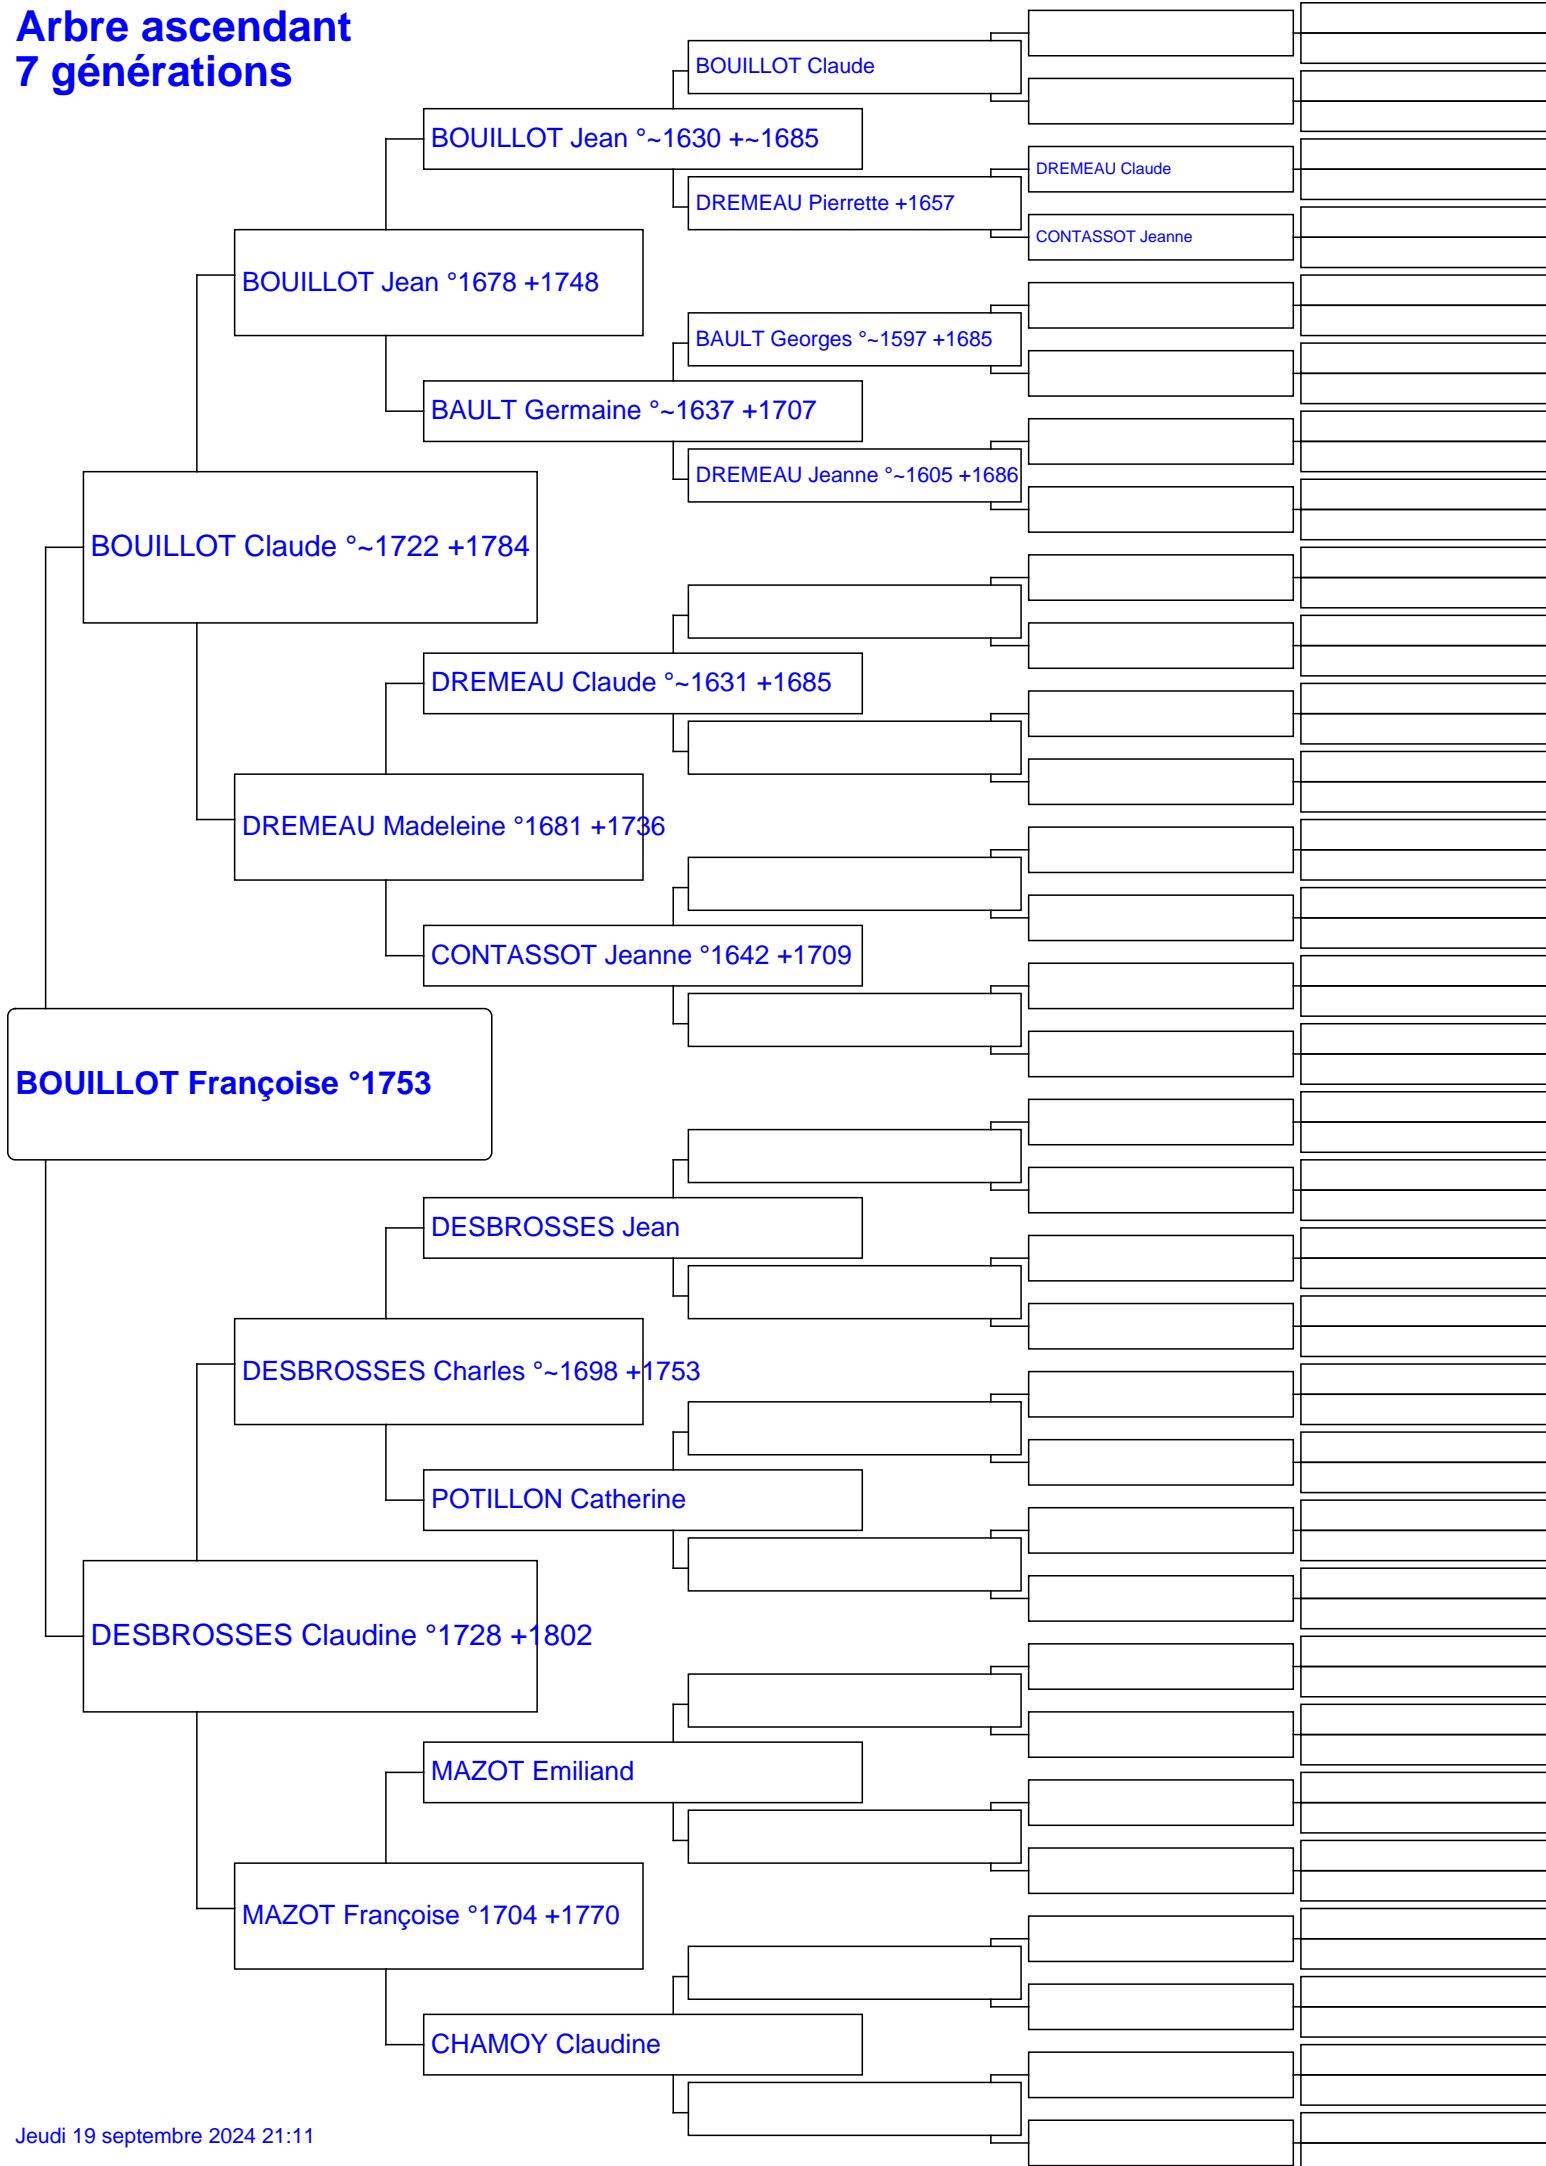 Arbre ascendant
7 générations
BOUILLOT Claude
BOUILLOT Jean °~1630 +~1685
DREMEAU Claude
DREMEAU Pierrette +1657
CONTASSOT Jeanne
BOUILLOT Jean °1678 +1748
BAULT Georges °~1597 +1685
BAULT Germaine °~1637 +1707
DREMEAU Jeanne °~1605 +1686
BOUILLOT Claude °~1722 +1784
DREMEAU Claude °~1631 +1685
DREMEAU Madeleine °1681 +1736
CONTASSOT Jeanne °1642 +1709
BOUILLOT Françoise °1753
DESBROSSES Jean
DESBROSSES Charles °~1698 +1753
POTILLON Catherine
DESBROSSES Claudine °1728 +1802
MAZOT Emiliand
MAZOT Françoise °1704 +1770
CHAMOY Claudine
Jeudi 19 septembre 2024 21:11